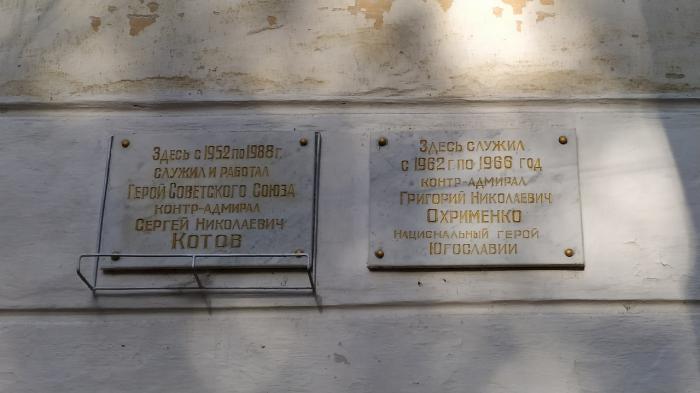 Здесь с 1952 по 1988 г.
служил и работал
Герой Советского Союза
контр-адмирал
Сергей Николаевич
Котов
Здесь служил
с 1962 г. по 1966 год
контр-адмирал
Григорий Николаевич
Охрименко
национальный герой
Югославии